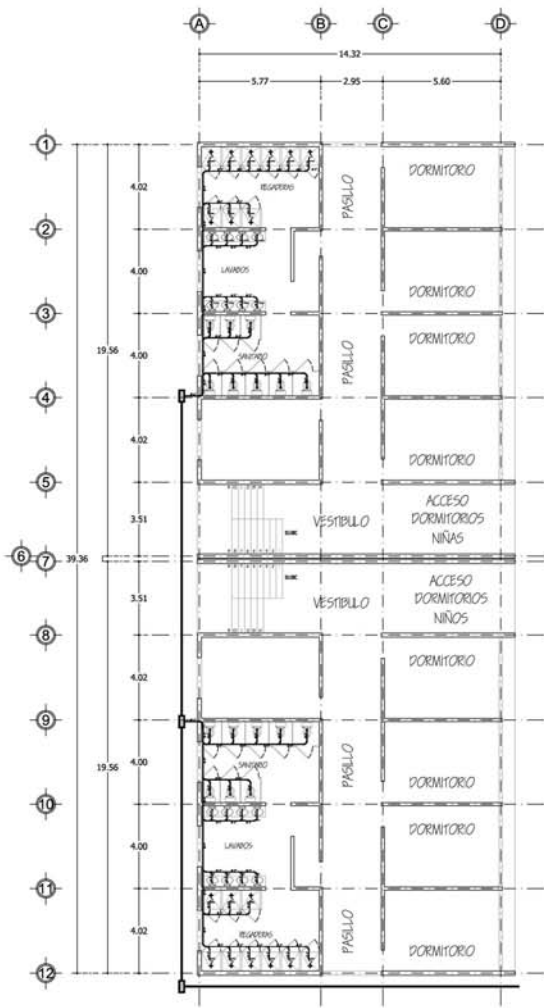 A B C D
14.32
5.77 2.95 5.60
1
DORMITORIO
REGADERAS
PASILLO
4.02
2
LAVABOS
4.00
DORMITORIO
3
DORMITORIO
19.56
4.00
SANITARIO
PASILLO
4
4.02
DORMITORIO
5
ACCESO
DORMITORIOS
NIÑAS
3.51
VESTIBULO
6
39.36
7
ACCESO
DORMITORIOS
NIÑOS
3.51
VESTIBULO
8
DORMITORIO
4.02
9
SANITARIO
PASILLO
19.56
4.00
DORMITORIO
10
DORMITORIO
LAVABOS
4.00
11
REGADERAS
PASILLO
4.02
DORMITORIO
12